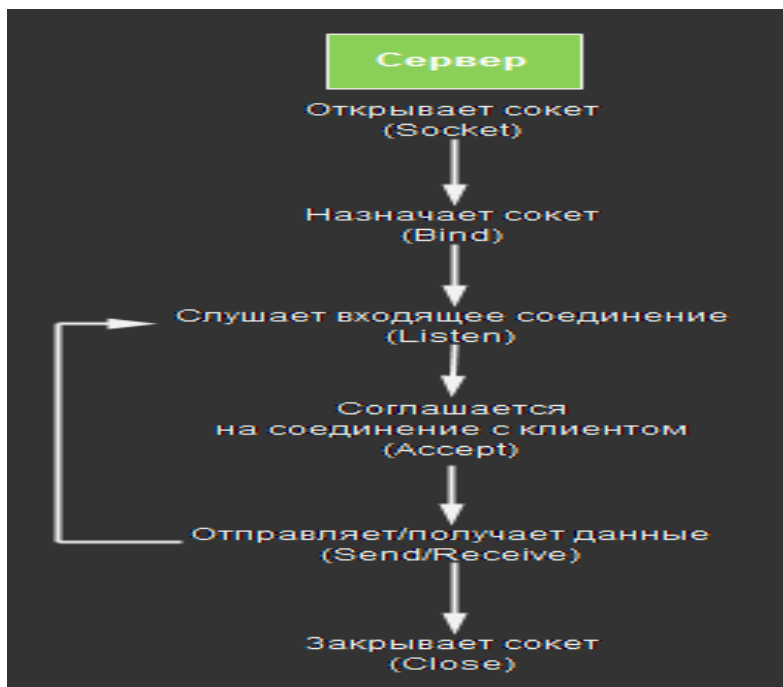 Сервер
Открывает сокет
(Socket)
Назначает сокет
(Bind)
Слушает входящее соединение
(Listen)
Соглашается
на соединение с клиентом
(Accept)
Отправляет/получает данные
(Send/Receive)
Закрывает сокет
(Close)